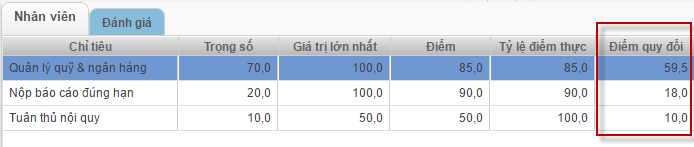 Nhân viên Đánh giá
Chỉ tiêu Trọng số Giá trị lớn nhất Điểm Tỷ lệ điểm thực Điểm quy đổi
Quản lý quỹ & ngân hàng 70,0 100,0 85,0 85,0 59,5
Nộp báo cáo đúng hạn 20,0 100,0 90,0 90,0 18,0
Tuân thủ nội quy 10,0 50,0 50,0 100,0 10,0